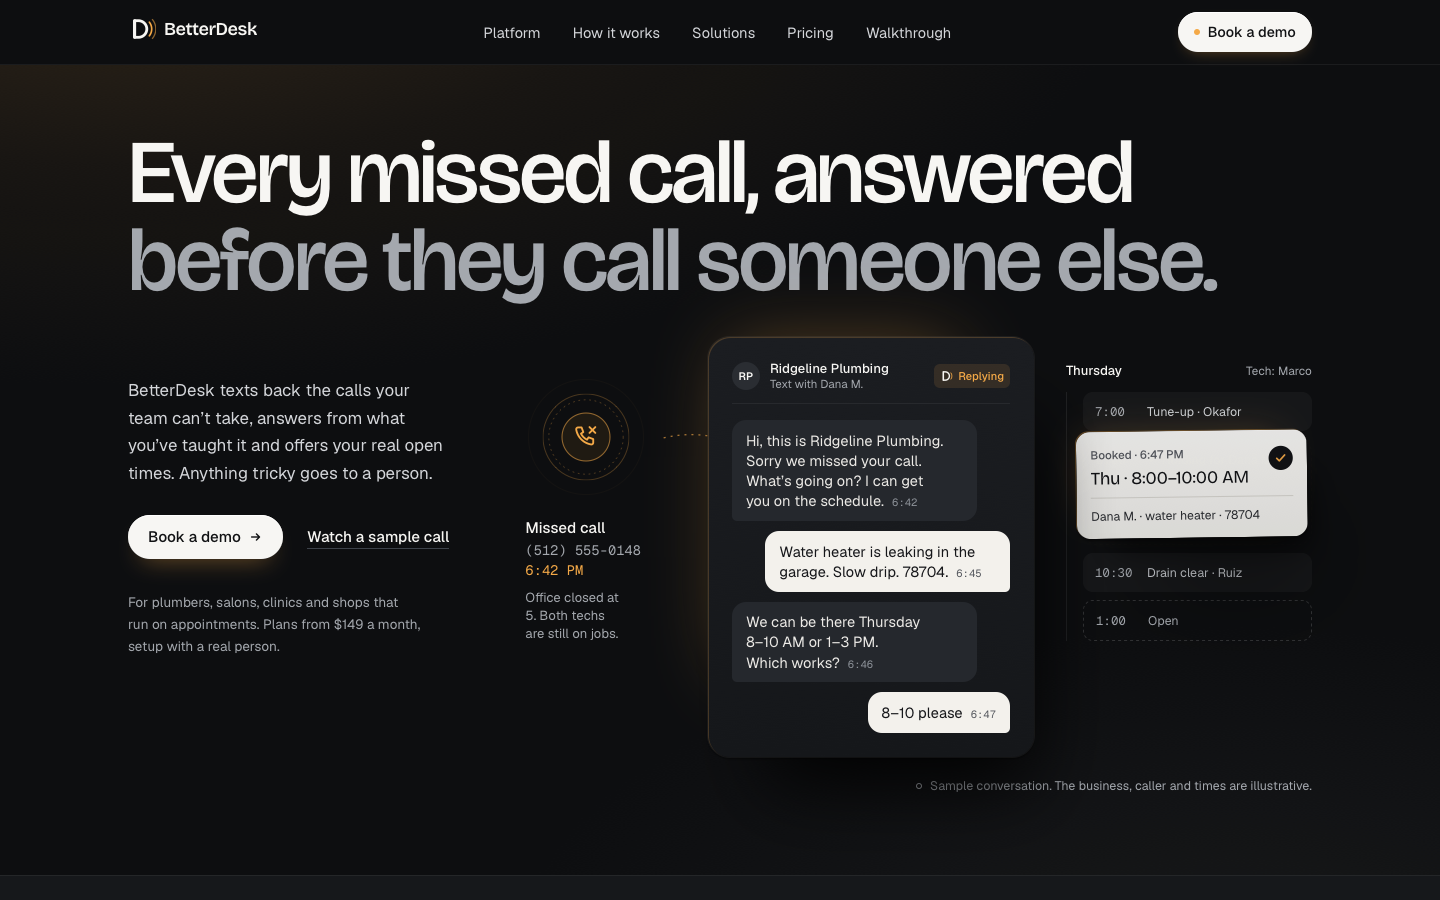 BetterDesk
Platform
How it works
Solutions
Pricing
Walkthrough
Book a demo
Every missed call, answered
before they call someone else.
BetterDesk texts back the calls your
team can’t take, answers from what
you’ve taught it and offers your real open
times. Anything tricky goes to a person.
Book a demo →
Watch a sample call
For plumbers, salons, clinics and shops that
run on appointments. Plans from $149 a month,
setup with a real person.
Missed call
(512) 555-0148
6:42 PM
Office closed at
5. Both techs
are still on jobs.
RP
Ridgeline Plumbing
Text with Dana M.
Replying
Hi, this is Ridgeline Plumbing.
Sorry we missed your call.
What’s going on? I can get
you on the schedule. 6:42
Water heater is leaking in the
garage. Slow drip. 78704. 6:45
We can be there Thursday
8–10 AM or 1–3 PM.
Which works? 6:46
8–10 please 6:47
Thursday
Tech: Marco
7:00 Tune-up · Okafor
Booked · 6:47 PM
Thu · 8:00–10:00 AM
Dana M. · water heater · 78704
10:30 Drain clear · Ruiz
1:00 Open
Sample conversation. The business, caller and times are illustrative.